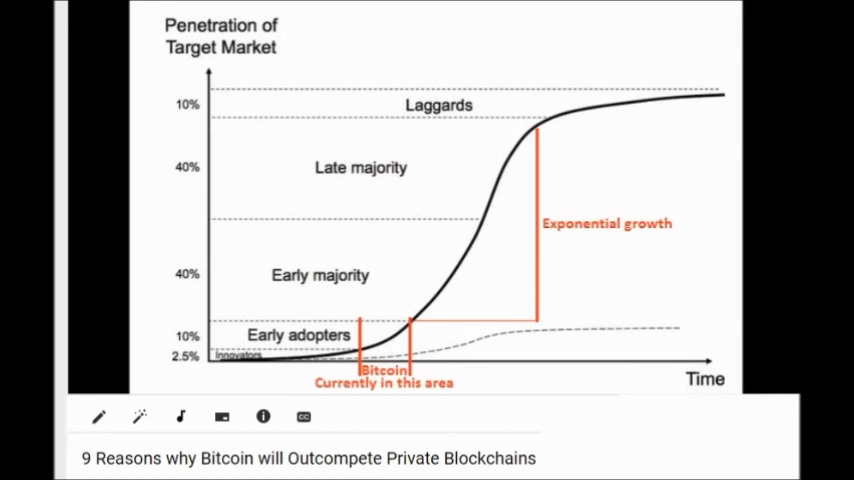 Penetration of
Target Market
10%
Laggards
40%
Late majority
Exponential growth
40%
Early majority
10%
Early adopters
2.5%
Innovators
Bitcoin
Currently in this area
Time
CC
9 Reasons why Bitcoin will Outcompete Private Blockchains